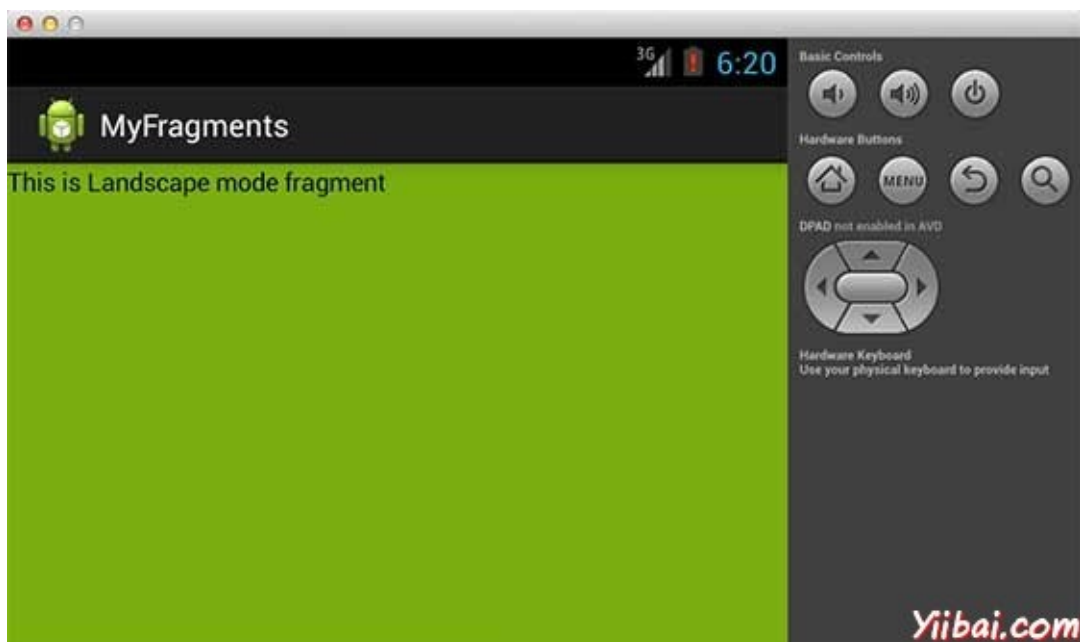 3G 6:20
MyFragments
This is Landscape mode fragment
Basic Controls
Hardware Buttons
MENU
DPAD not enabled in AVD
Hardware Keyboard
Use your physical keyboard to provide input
Yiibai.com